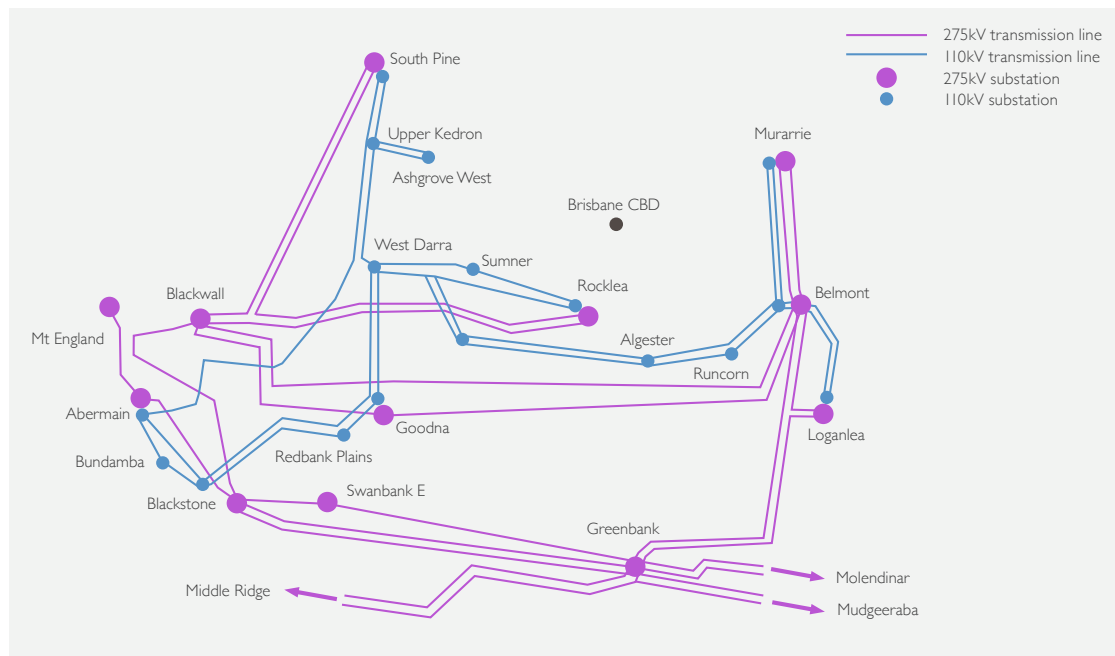 275kV transmission line
110kV transmission line
275kV substation
110kV substation
South Pine
Upper Kedron
Ashgrove West
Murarrie
Brisbane CBD
West Darra
Sumner
Rocklea
Blackwall
Belmont
Mt England
Algester
Runcorn
Abermain
Goodna
Loganlea
Redbank Plains
Bundamba
Swanbank E
Blackstone
Greenbank
Middle Ridge
Molendinar
Mudgeeraba